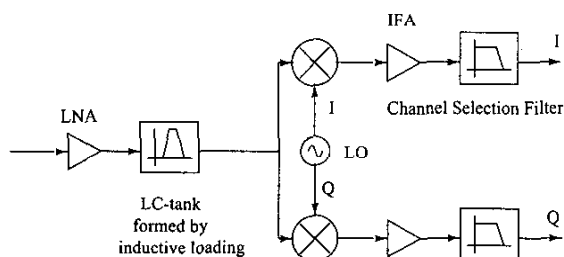 IFA
I
Channel Selection Filter
LNA
I
LO
Q
LC-tank
formed by
inductive loading
Q